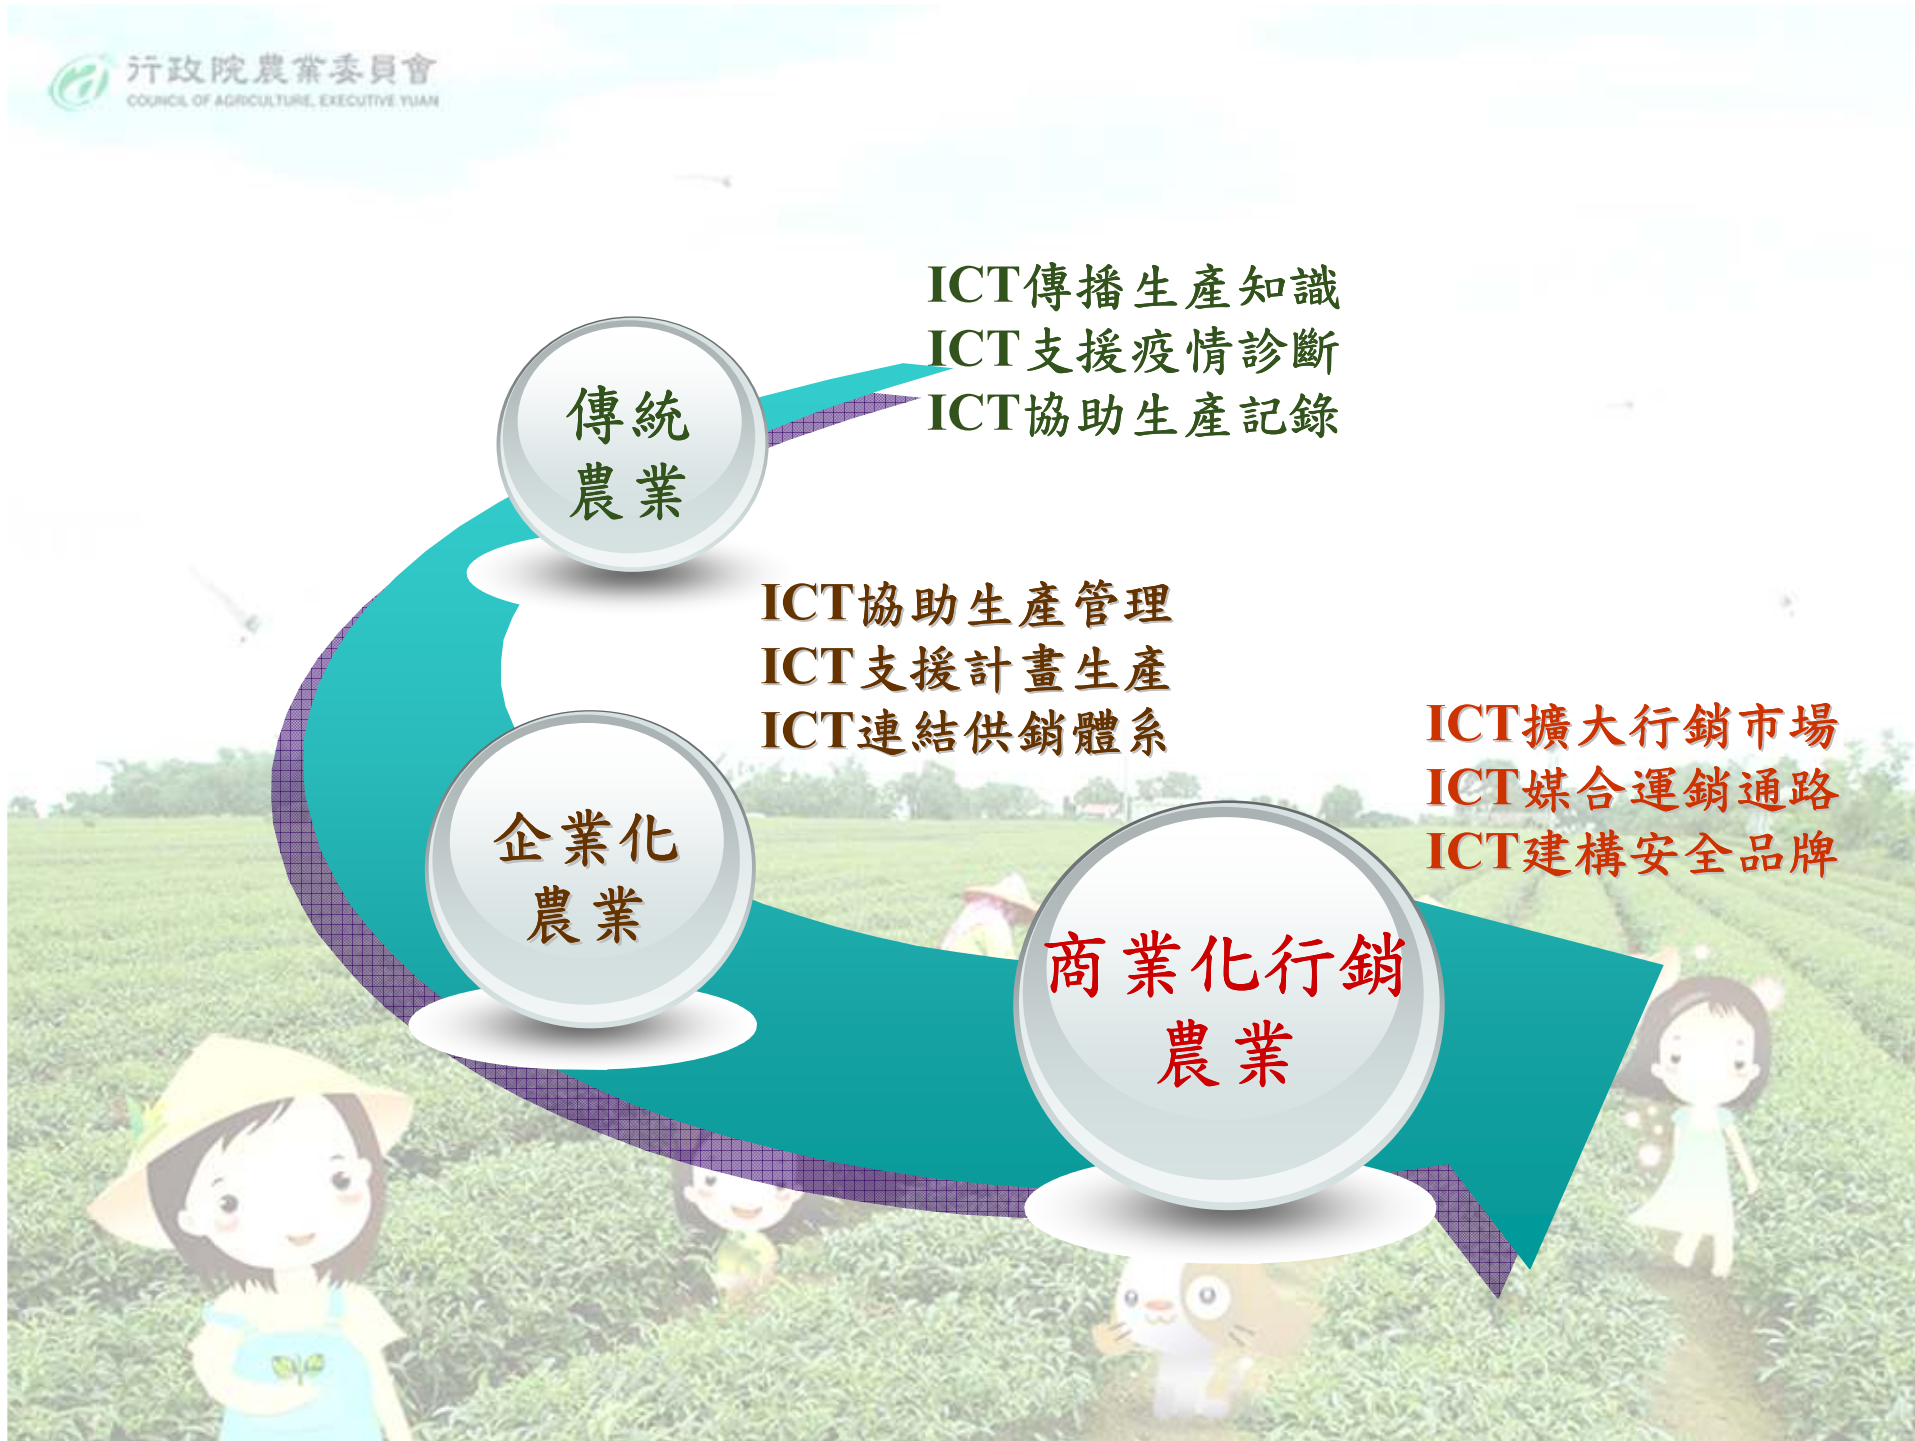 行政院農業委員會
COUNCIL OF AGRICULTURE, EXECUTIVE YUAN
ICT傳播生產知識
ICT支援疫情診斷
ICT協助生產記錄
傳統
農業
ICT協助生產管理
ICT支援計畫生產
ICT連結供銷體系
企業化
農業
ICT擴大行銷市場
ICT媒合運銷通路
ICT建構安全品牌
商業化行銷
農業